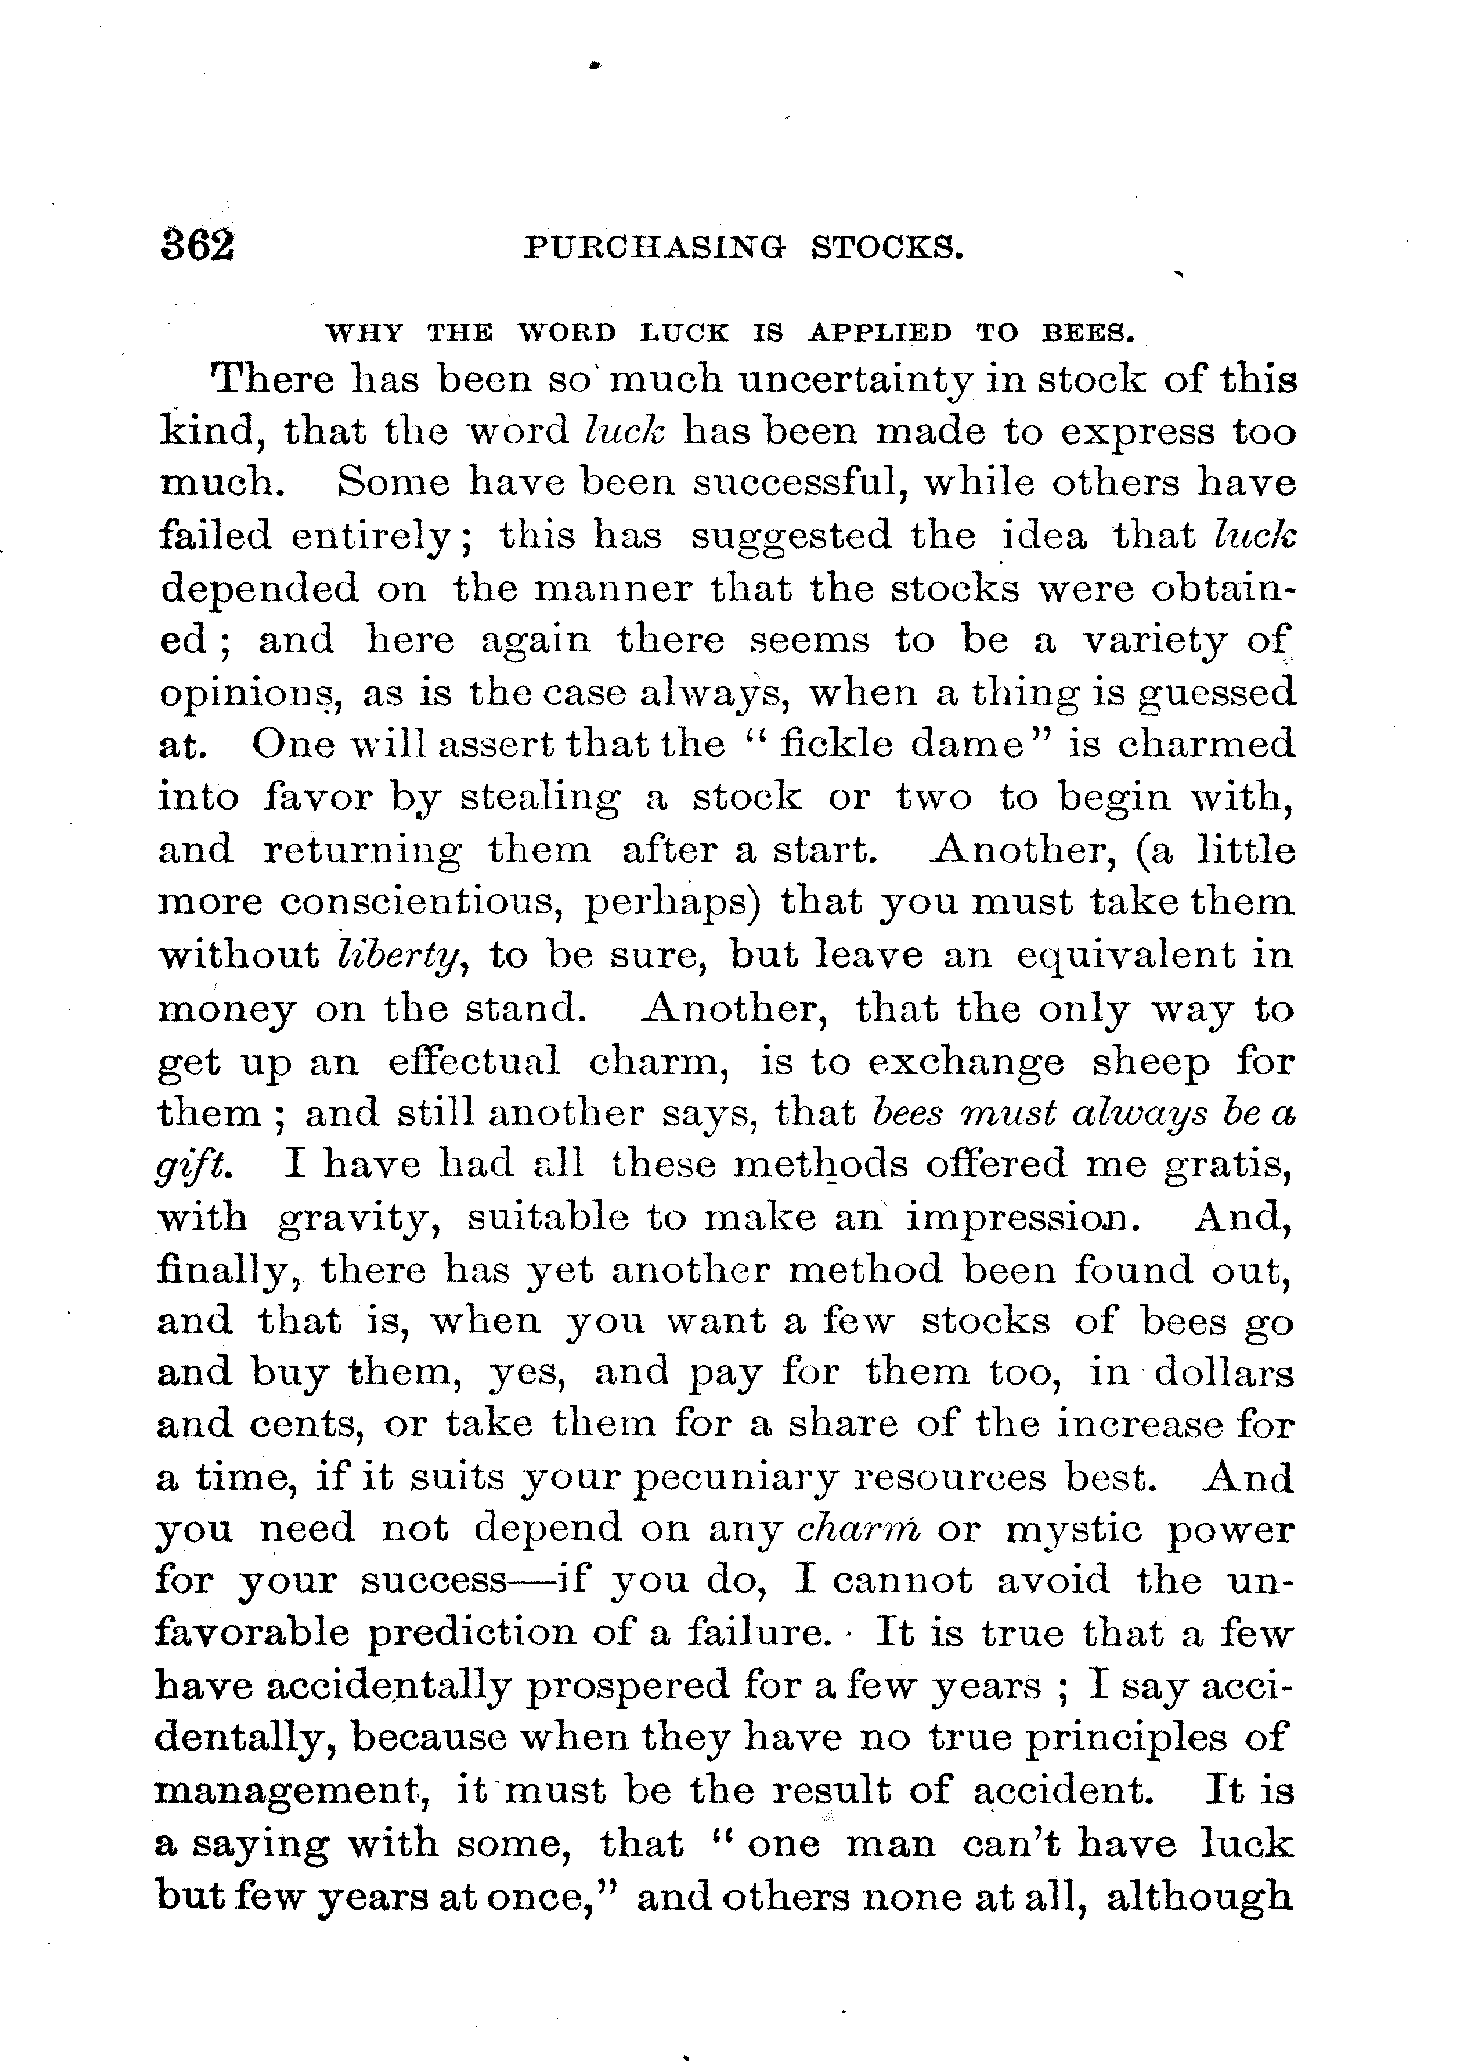 362 PURCHASING STOCKS.
WHY THE WORD LUCK IS APPLIED TO BEES.
There has been so much uncertainty in stock of this
kind, that the word luck has been made to express too
much. Some have been successful, while others have
failed entirely; this has suggested the idea that luck
depended on the manner that the stocks were obtain-
ed; and here again there seems to be a variety of
opinions, as is the case always, when a thing is guessed
at. One will assert that the "fickle dame" is charmed
into favor by stealing a stock or two to begin with,
and returning them after a start. Another, (a little
more conscientious, perhaps) that you must take them
without liberty, to be sure, but leave an equivalent in
money on the stand. Another, that the only way to
get up an effectual charm, is to exchange sheep for
them; and still another says, that bees must always be a
gift. I have had all these methods offered me gratis,
with gravity, suitable to make an impression. And,
finally, there has yet another method been found out,
and that is, when you want a few stocks of bees go
and buy them, yes, and pay for them too, in dollars
and cents, or take them for a share of the increase for
a time, if it suits your pecuniary resources best. And
you need not depend on any charm or mystic power
for your success—if you do, I cannot avoid the un-
favorable prediction of a failure. It is true that a few
have accidentally prospered for a few years; I say acci-
dentally, because when they have no true principles of
management, it must be the result of accident. It is
a saying with some, that "one man can't have luck
but few years at once," and others none at all, although